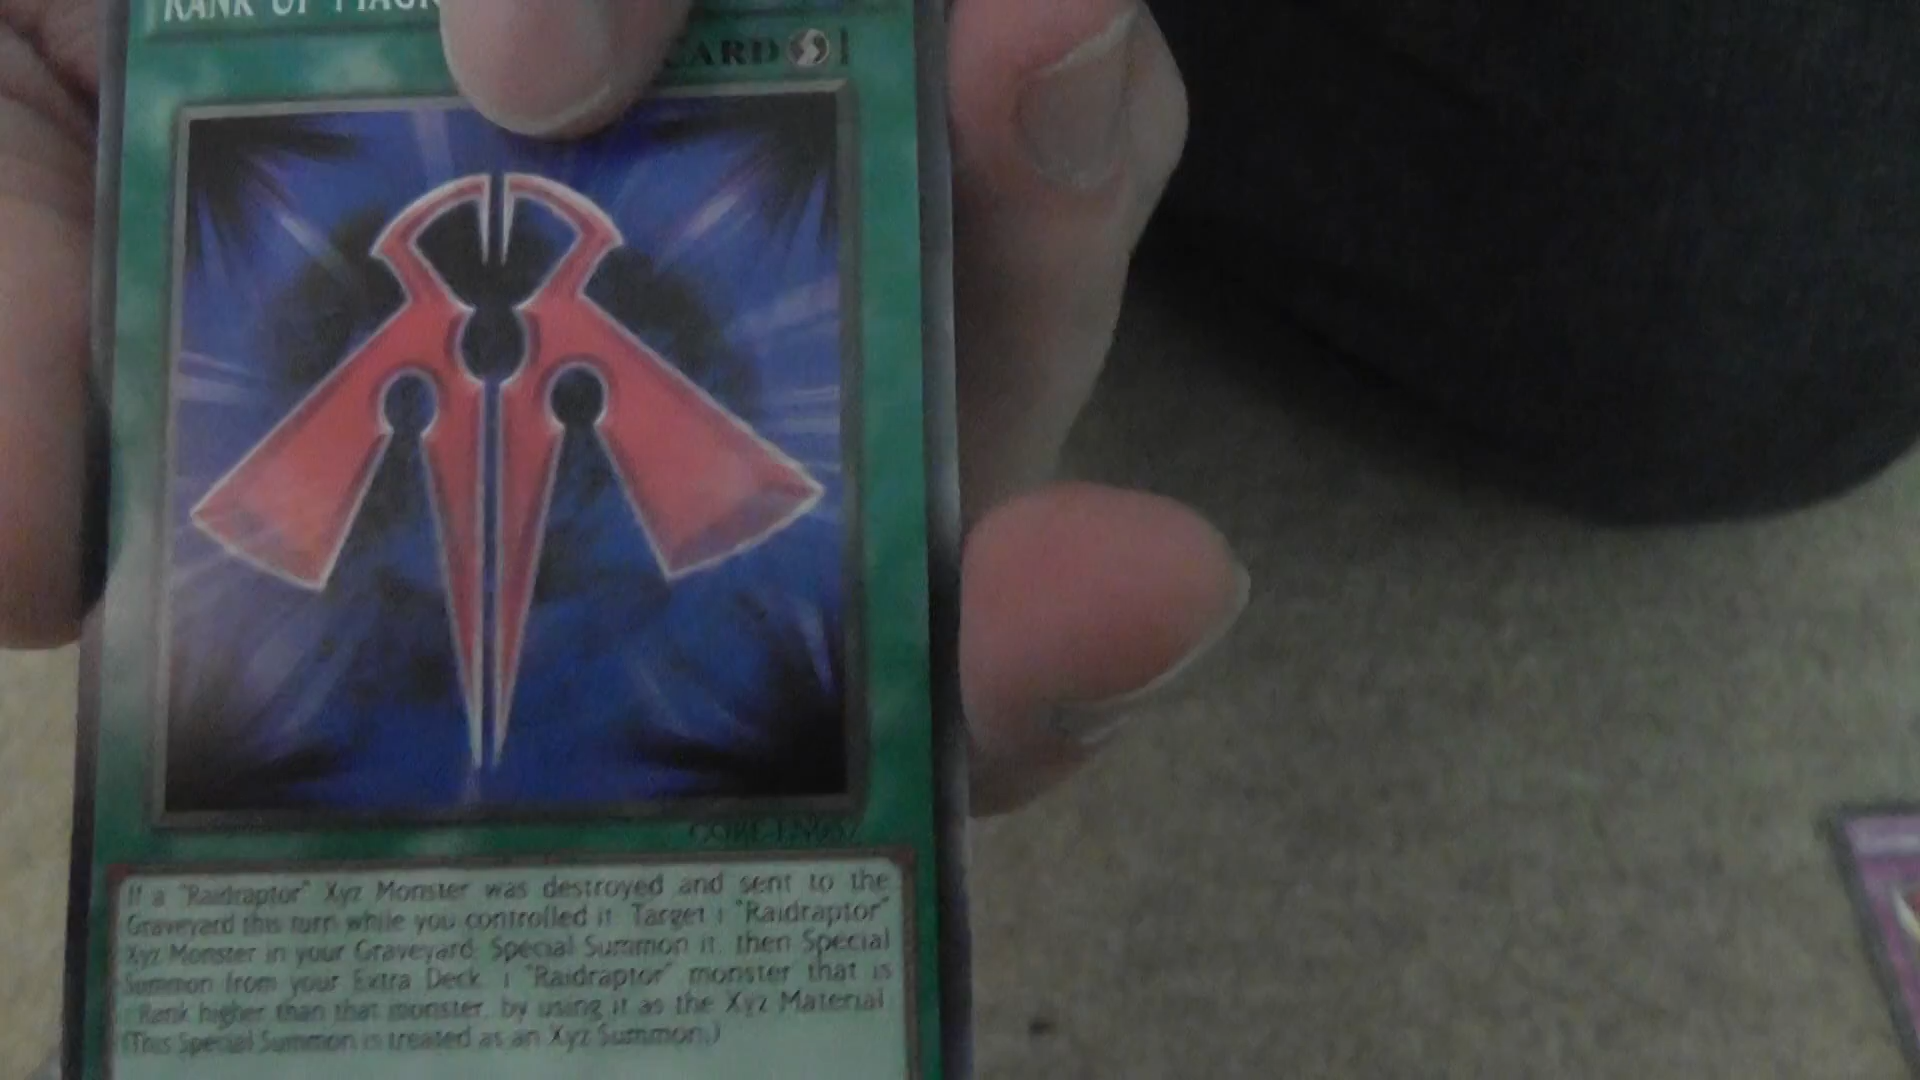 RANK UP MAGI
CARD
If a "Raidraptor" Xyz Monster was destroyed and sent to the
Graveyard this turn while you controlled it: Target 1 "Raidraptor"
Xyz Monster in your Graveyard; Special Summon it, then Special
Summon from your Extra Deck, 1 "Raidraptor" monster that is
Rank higher than that monster, by using it as the Xyz Material.
(This Special Summon is treated as an Xyz Summon.)